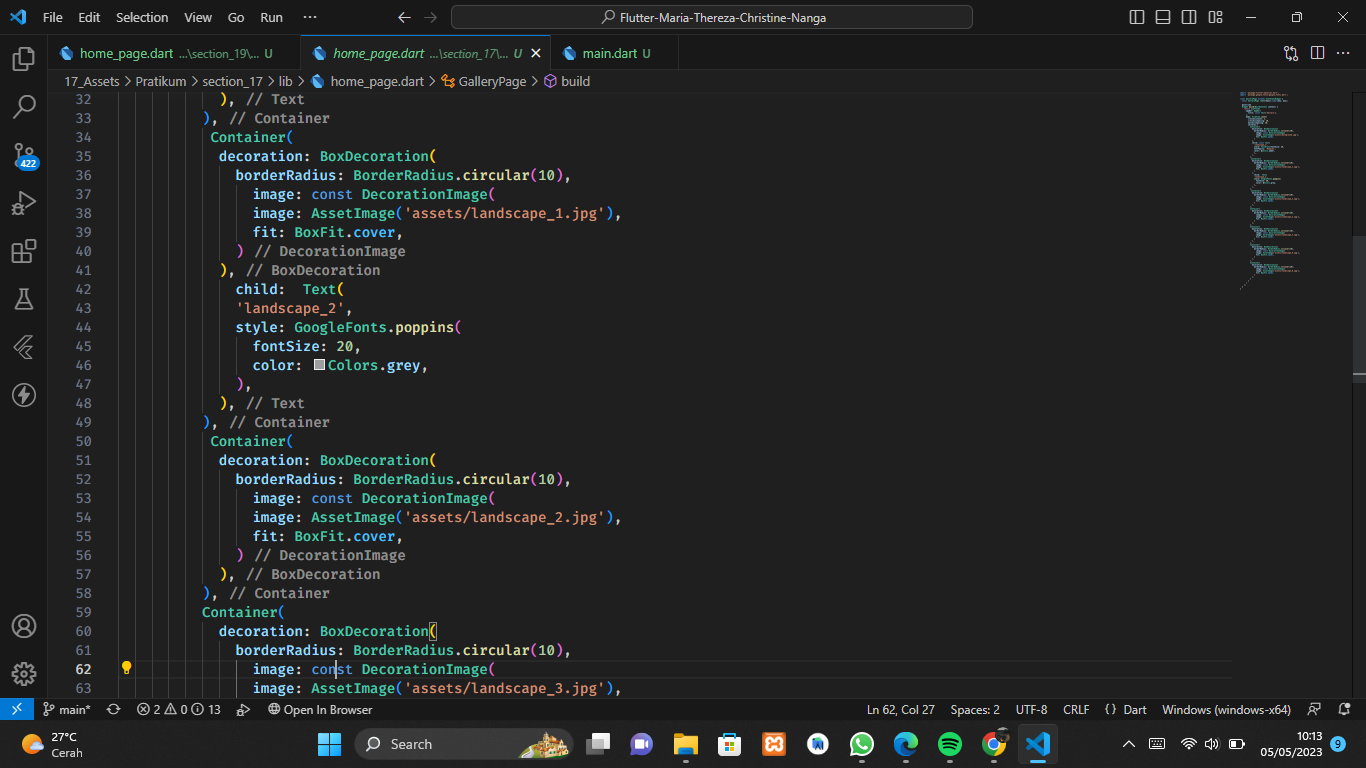 File Edit Selection View Go Run ··· Flutter-Maria-Thereza-Christine-Nanga
home_page.dart ...\section_19\... U home_page.dart ...\section_17\... U main.dart U
17_Assets > Pratikum > section_17 > lib > home_page.dart > GalleryPage > build
32 ), // Text
33 ), // Container
34 Container(
35 decoration: BoxDecoration(
36 borderRadius: BorderRadius.circular(10),
37 image: const DecorationImage(
38 image: AssetImage('assets/landscape_1.jpg'),
39 fit: BoxFit.cover,
40 ) // DecorationImage
41 ), // BoxDecoration
42 child:  Text(
43 'landscape_2',
44 style: GoogleFonts.poppins(
45 fontSize: 20,
46 color: Colors.grey,
47 ),
48 ), // Text
49 ), // Container
50 Container(
51 decoration: BoxDecoration(
52 borderRadius: BorderRadius.circular(10),
53 image: const DecorationImage(
54 image: AssetImage('assets/landscape_2.jpg'),
55 fit: BoxFit.cover,
56 ) // DecorationImage
57 ), // BoxDecoration
58 ), // Container
59 Container(
60 decoration: BoxDecoration(
61 borderRadius: BorderRadius.circular(10),
62 image: const DecorationImage(
63 image: AssetImage('assets/landscape_3.jpg'),
422
main* 2 0 13 Open In Browser Ln 62, Col 27 Spaces: 2 UTF-8 CRLF {} Dart Windows (windows-x64)
27°C
Cerah
Search
10:13
05/05/2023
9